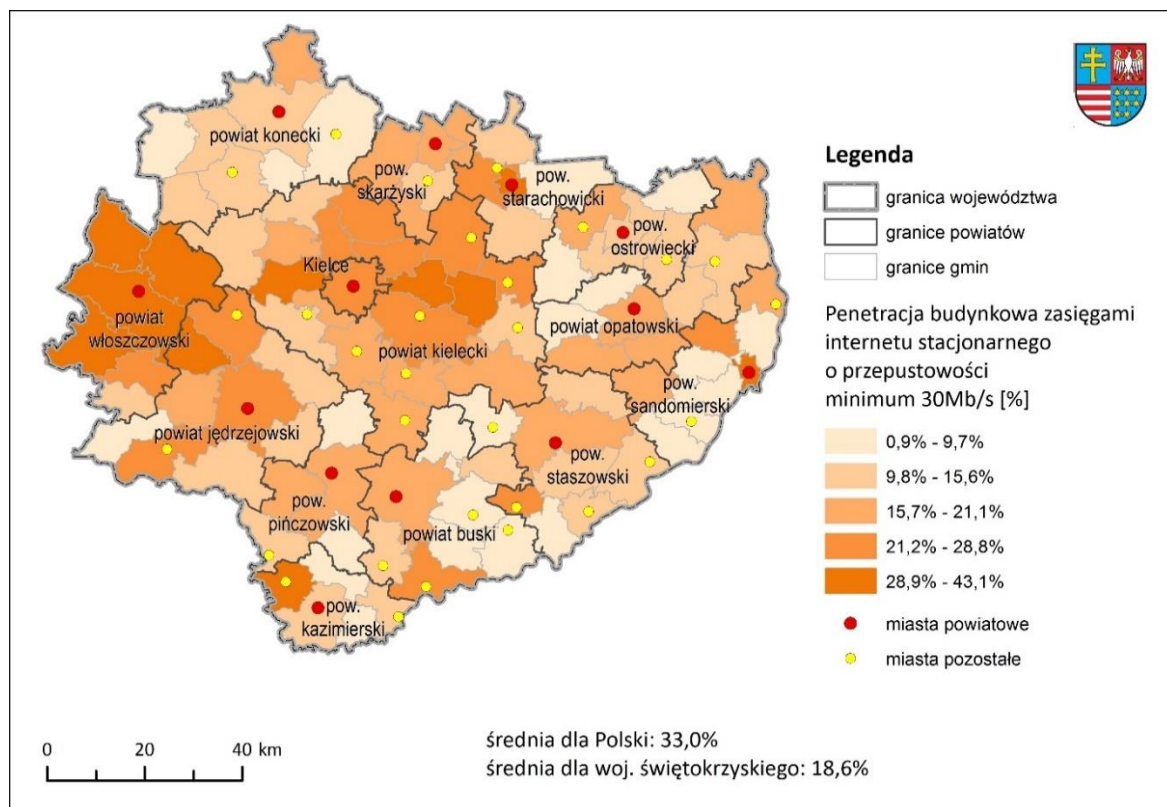 powiat konecki
pow.
skarżyski
pow.
starachowicki
pow.
ostrowiecki
Kielce
powiat
włoszczowski
powiat kielecki
powiat opatowski
pow.
sandomierski
powiat jędrzejowski
pow.
staszowski
pow.
pińczowski
powiat buski
pow.
kazimierski
Legenda
granica województwa
granice powiatów
granice gmin
Penetracja budynkowa zasięgami
internetu stacjonarnego
o przepustowości
minimum 30Mb/s [%]
0,9% - 9,7%
9,8% - 15,6%
15,7% - 21,1%
21,2% - 28,8%
28,9% - 43,1%
miasta powiatowe
miasta pozostałe
0 20 40 km
średnia dla Polski: 33,0%
średnia dla woj. świętokrzyskiego: 18,6%